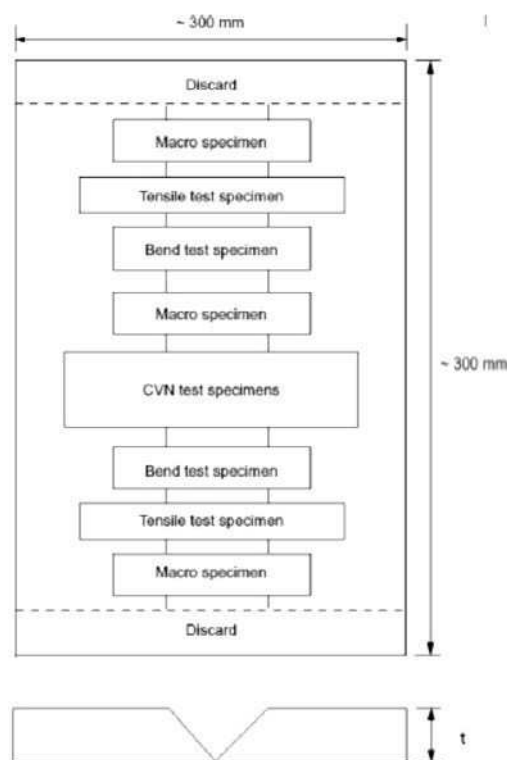 ~ 300 mm
Discard
Macro specimen
Tensile test specimen
Bend test specimen
Macro specimen
~ 300 mm
CVN test specimens
Bend test specimen
Tensile test specimen
Macro specimen
Discard
t